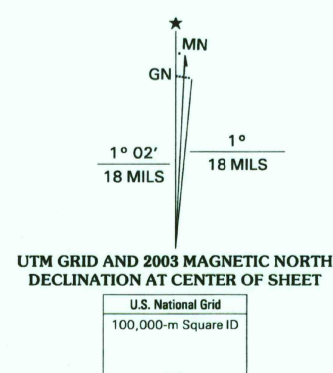 ★
MN
GN
1° 02′
18 MILS
1°
18 MILS
UTM GRID AND 2003 MAGNETIC NORTH
DECLINATION AT CENTER OF SHEET
U.S. National Grid
100,000-m Square ID